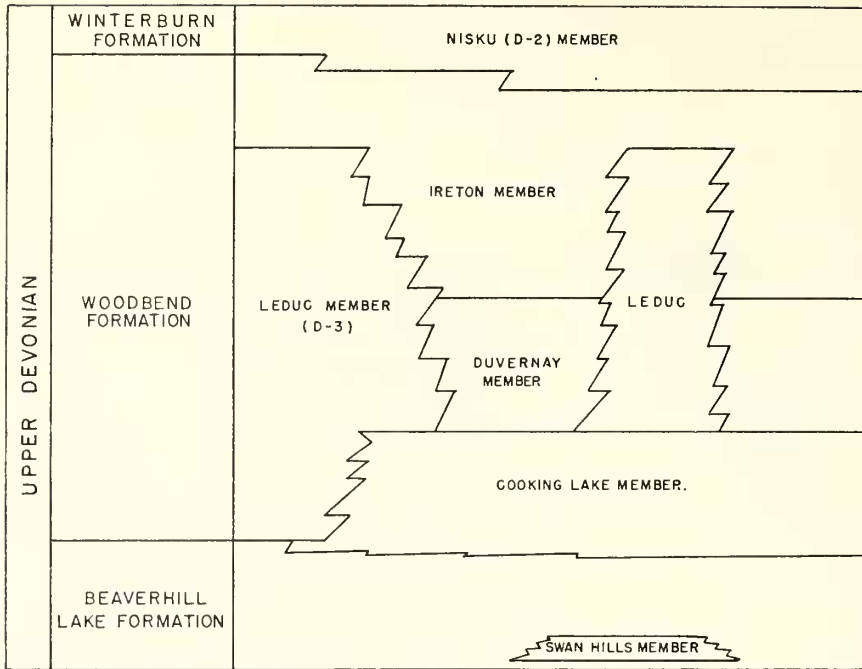 UPPER DEVONIAN
WINTERBURN
FORMATION
NISKU (D-2) MEMBER
IRETON MEMBER
WOODBEND
FORMATION
LEDUC MEMBER
(D-3)
LEDUC
DUVERNAY
MEMBER
COOKING LAKE MEMBER.
BEAVERHILL
LAKE FORMATION
SWAN HILLS MEMBER